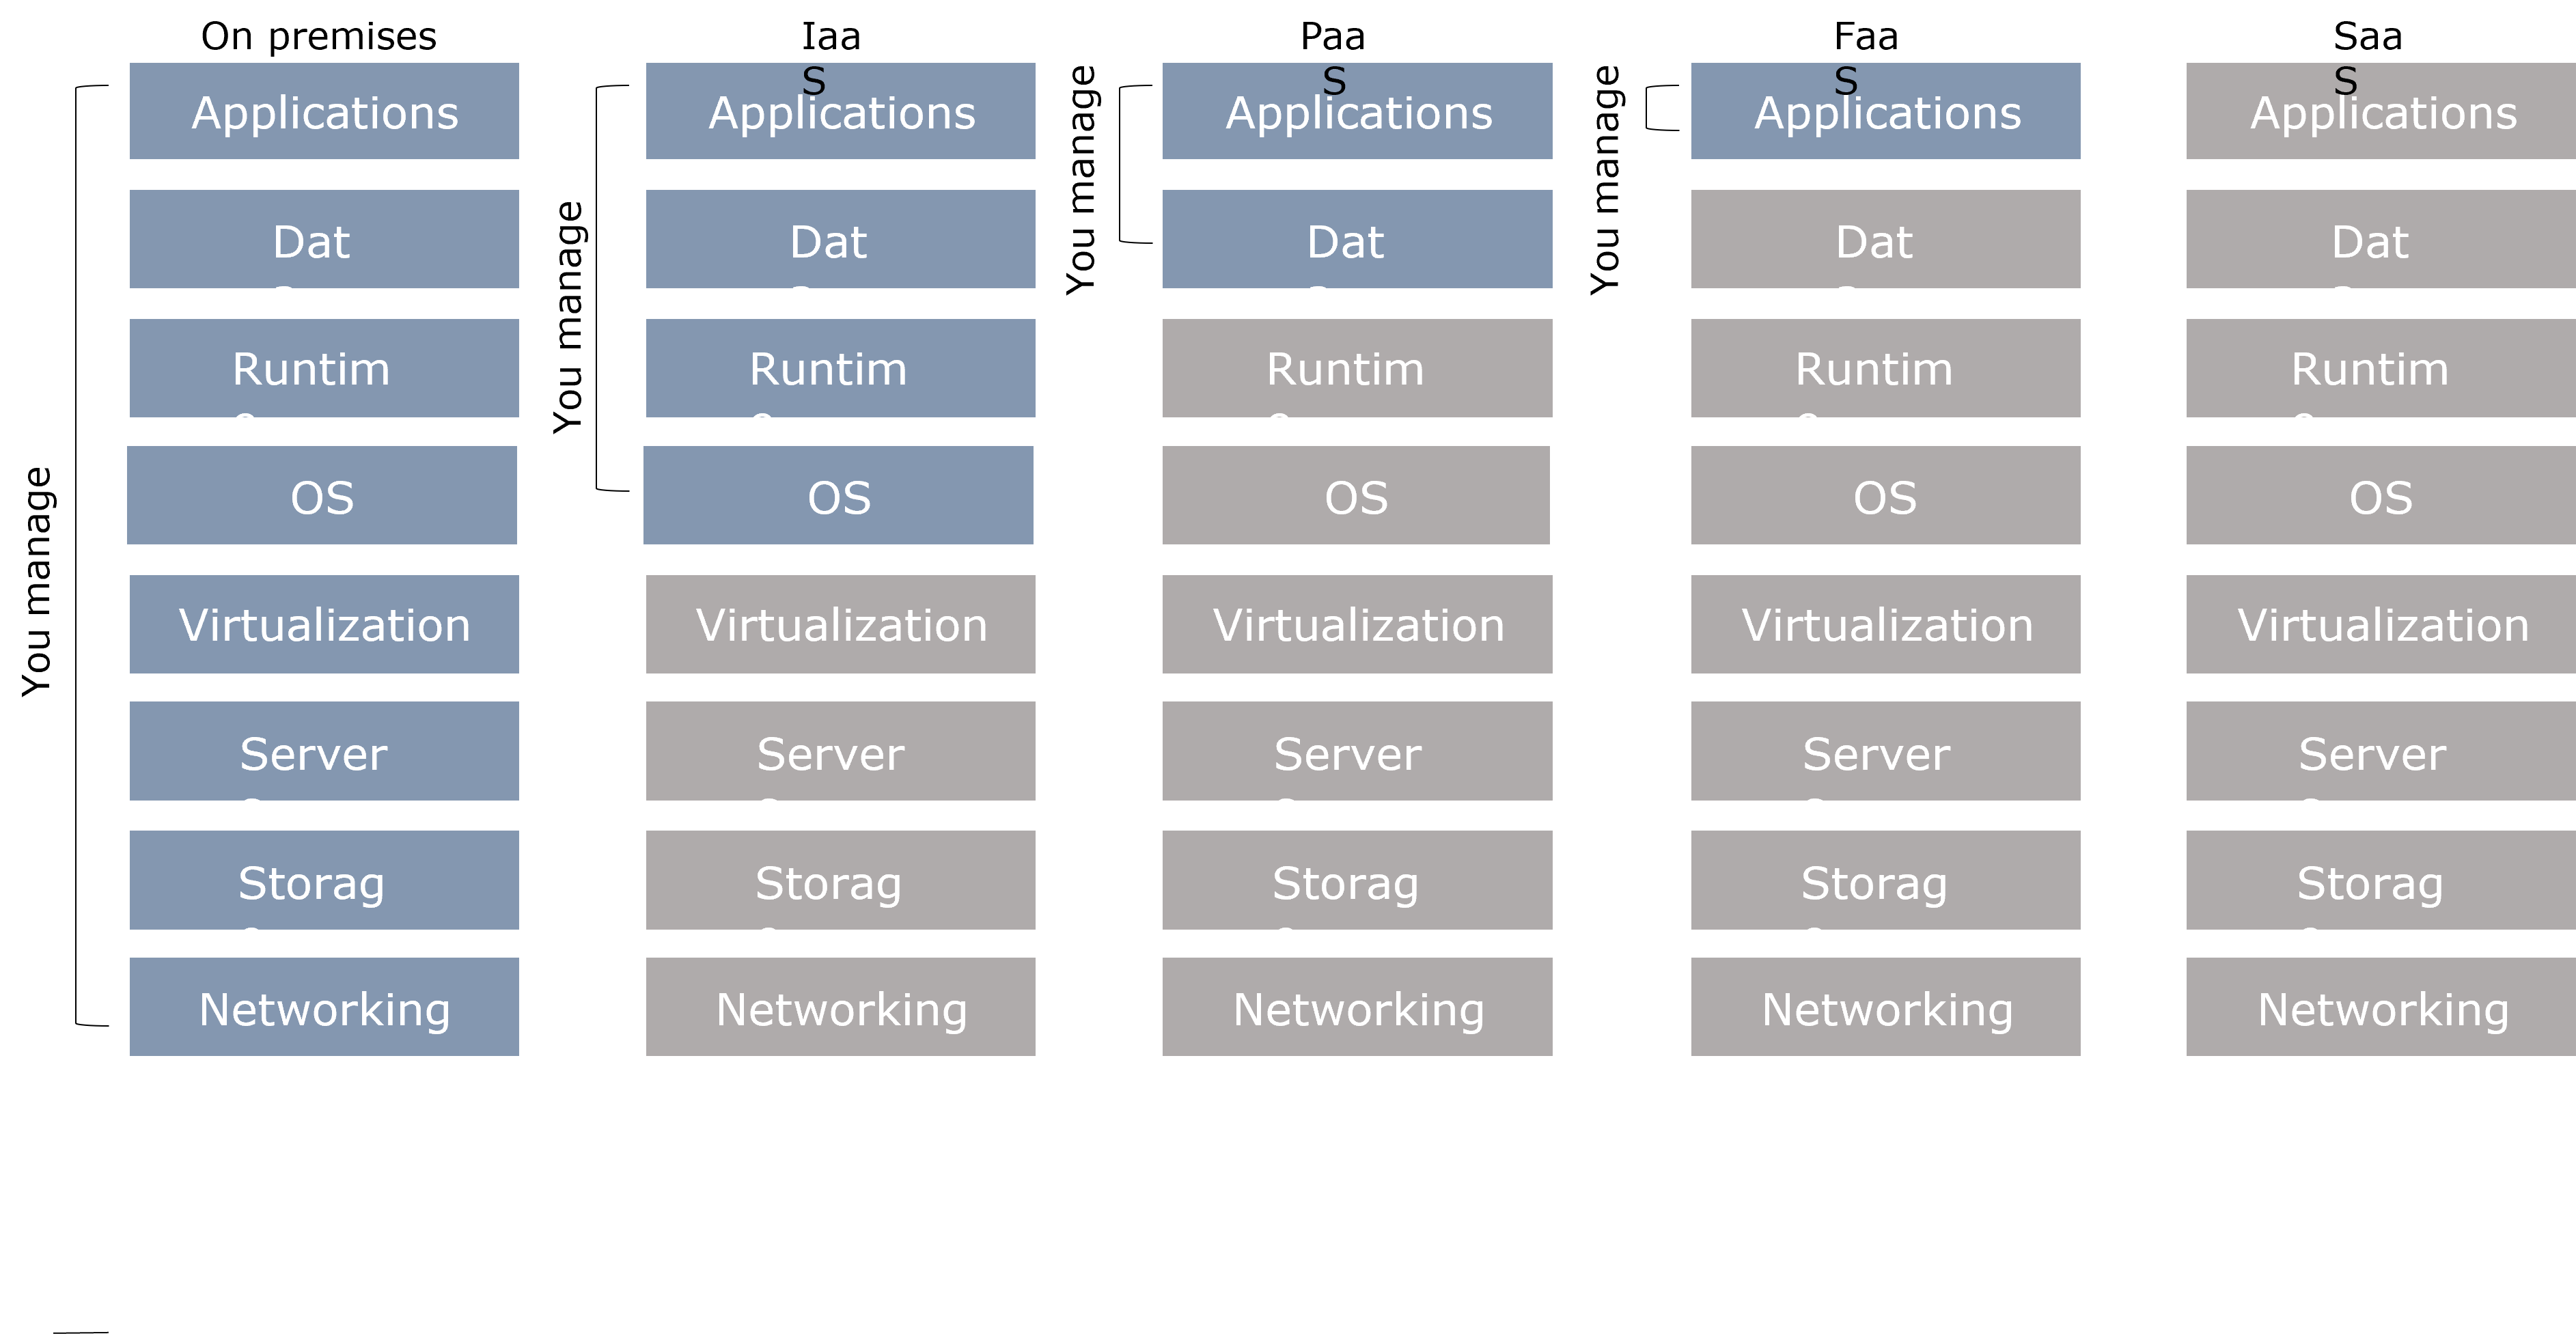 On premises
Iaa
S
Paa
S
Faa
S
Saa
S
You manage
Applications
Dat
Runtim
OS
Virtualization
Server
Storag
Networking
You manage
Applications
Dat
Runtim
OS
Virtualization
Server
Storag
Networking
You manage
Applications
Dat
Runtim
OS
Virtualization
Server
Storag
Networking
You manage
Applications
Dat
Runtim
OS
Virtualization
Server
Storag
Networking
Applications
Dat
Runtim
OS
Virtualization
Server
Storag
Networking